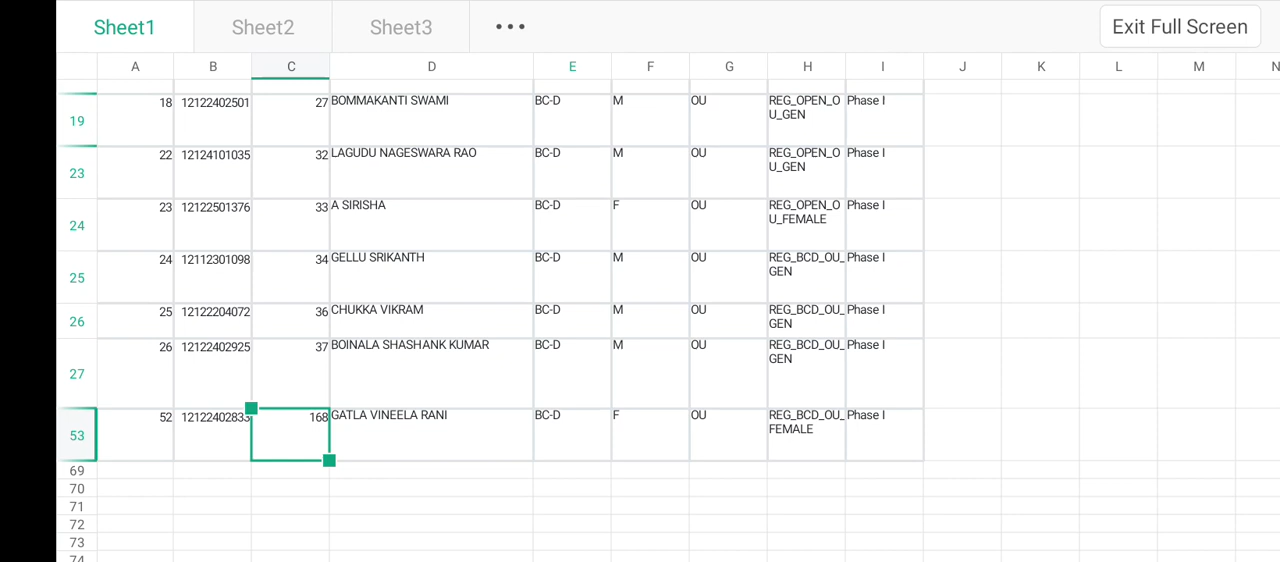 Sheet1 Sheet2 Sheet3 ••• Exit Full Screen
A B C D E F G H I J K L M N
19 18 12122402501 27 BOMMAKANTI SWAMI BC-D M OU REG_OPEN_O Phase I
U_GEN
23 22 12124101035 32 LAGUDU NAGESWARA RAO BC-D M OU REG_OPEN_O Phase I
U_GEN
24 23 12122501376 33 A SIRISHA BC-D F OU REG_OPEN_O Phase I
U_FEMALE
25 24 12112301098 34 GELLU SRIKANTH BC-D M OU REG_BCD_OU_ Phase I
GEN
26 25 12122204072 36 CHUKKA VIKRAM BC-D M OU REG_BCD_OU_ Phase I
GEN
27 26 12122402925 37 BOINALA SHASHANK KUMAR BC-D M OU REG_BCD_OU_ Phase I
GEN
53 52 12122402833 168 GATLA VINEELA RANI BC-D F OU REG_BCD_OU_ Phase I
FEMALE
69
70
71
72
73
74